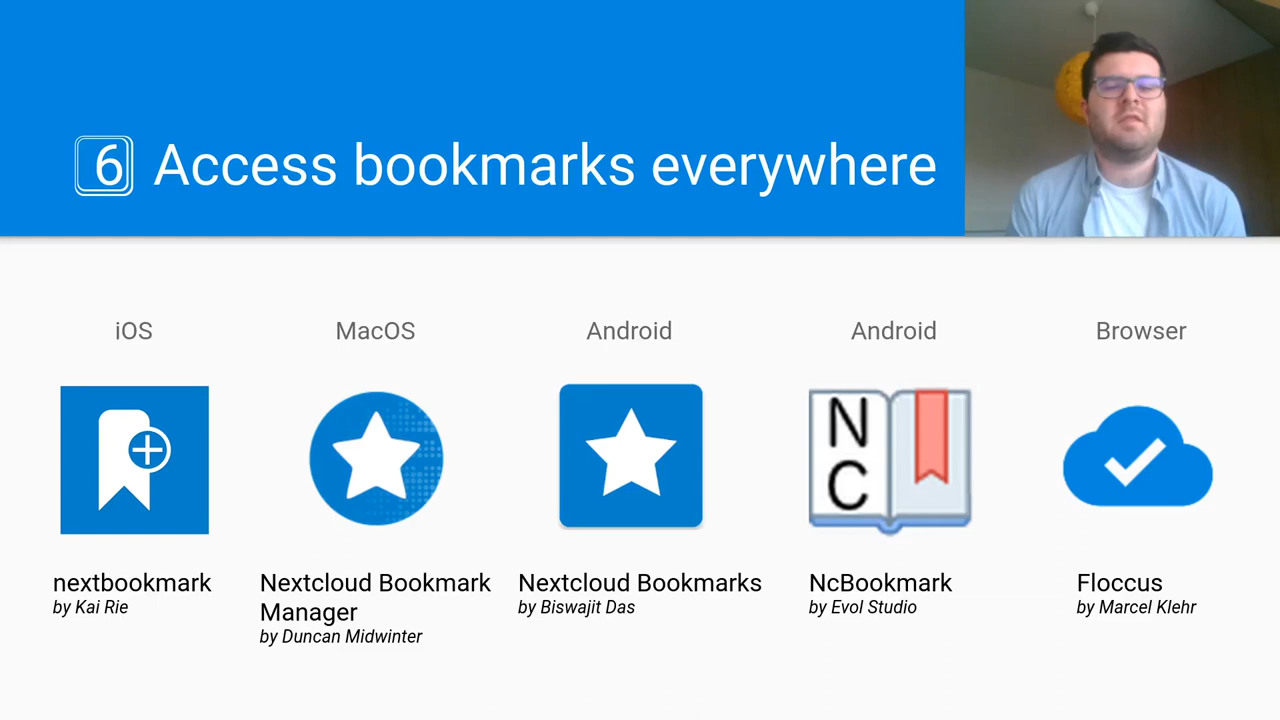 6 Access bookmarks everywhere
iOS
MacOS
Android
Android
Browser
N
C
nextbookmark
by Kai Rie
Nextcloud Bookmark
Manager
by Duncan Midwinter
Nextcloud Bookmarks
by Biswajit Das
NcBookmark
by Evol Studio
Floccus
by Marcel Klehr